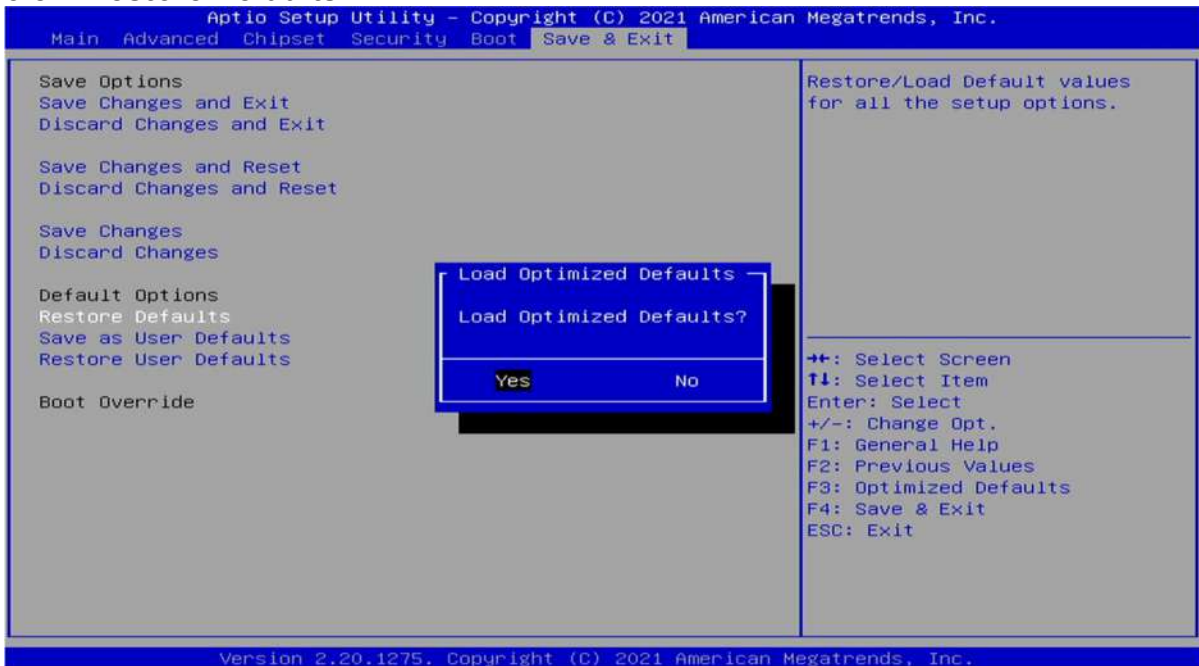 Aptio Setup Utility – Copyright (C) 2021 American Megatrends, Inc.
Main Advanced Chipset Security Boot Save & Exit
Save Options
Save Changes and Exit
Discard Changes and Exit
Save Changes and Reset
Discard Changes and Reset
Save Changes
Discard Changes
Default Options
Restore Defaults
Save as User Defaults
Restore User Defaults
Boot Override
Load Optimized Defaults
Load Optimized Defaults?
Yes No
Restore/Load Default values
for all the setup options.
→←: Select Screen
↑↓: Select Item
Enter: Select
+/-: Change Opt.
F1: General Help
F2: Previous Values
F3: Optimized Defaults
F4: Save & Exit
ESC: Exit
Version 2.20.1275. Copyright (C) 2021 American Megatrends, Inc.